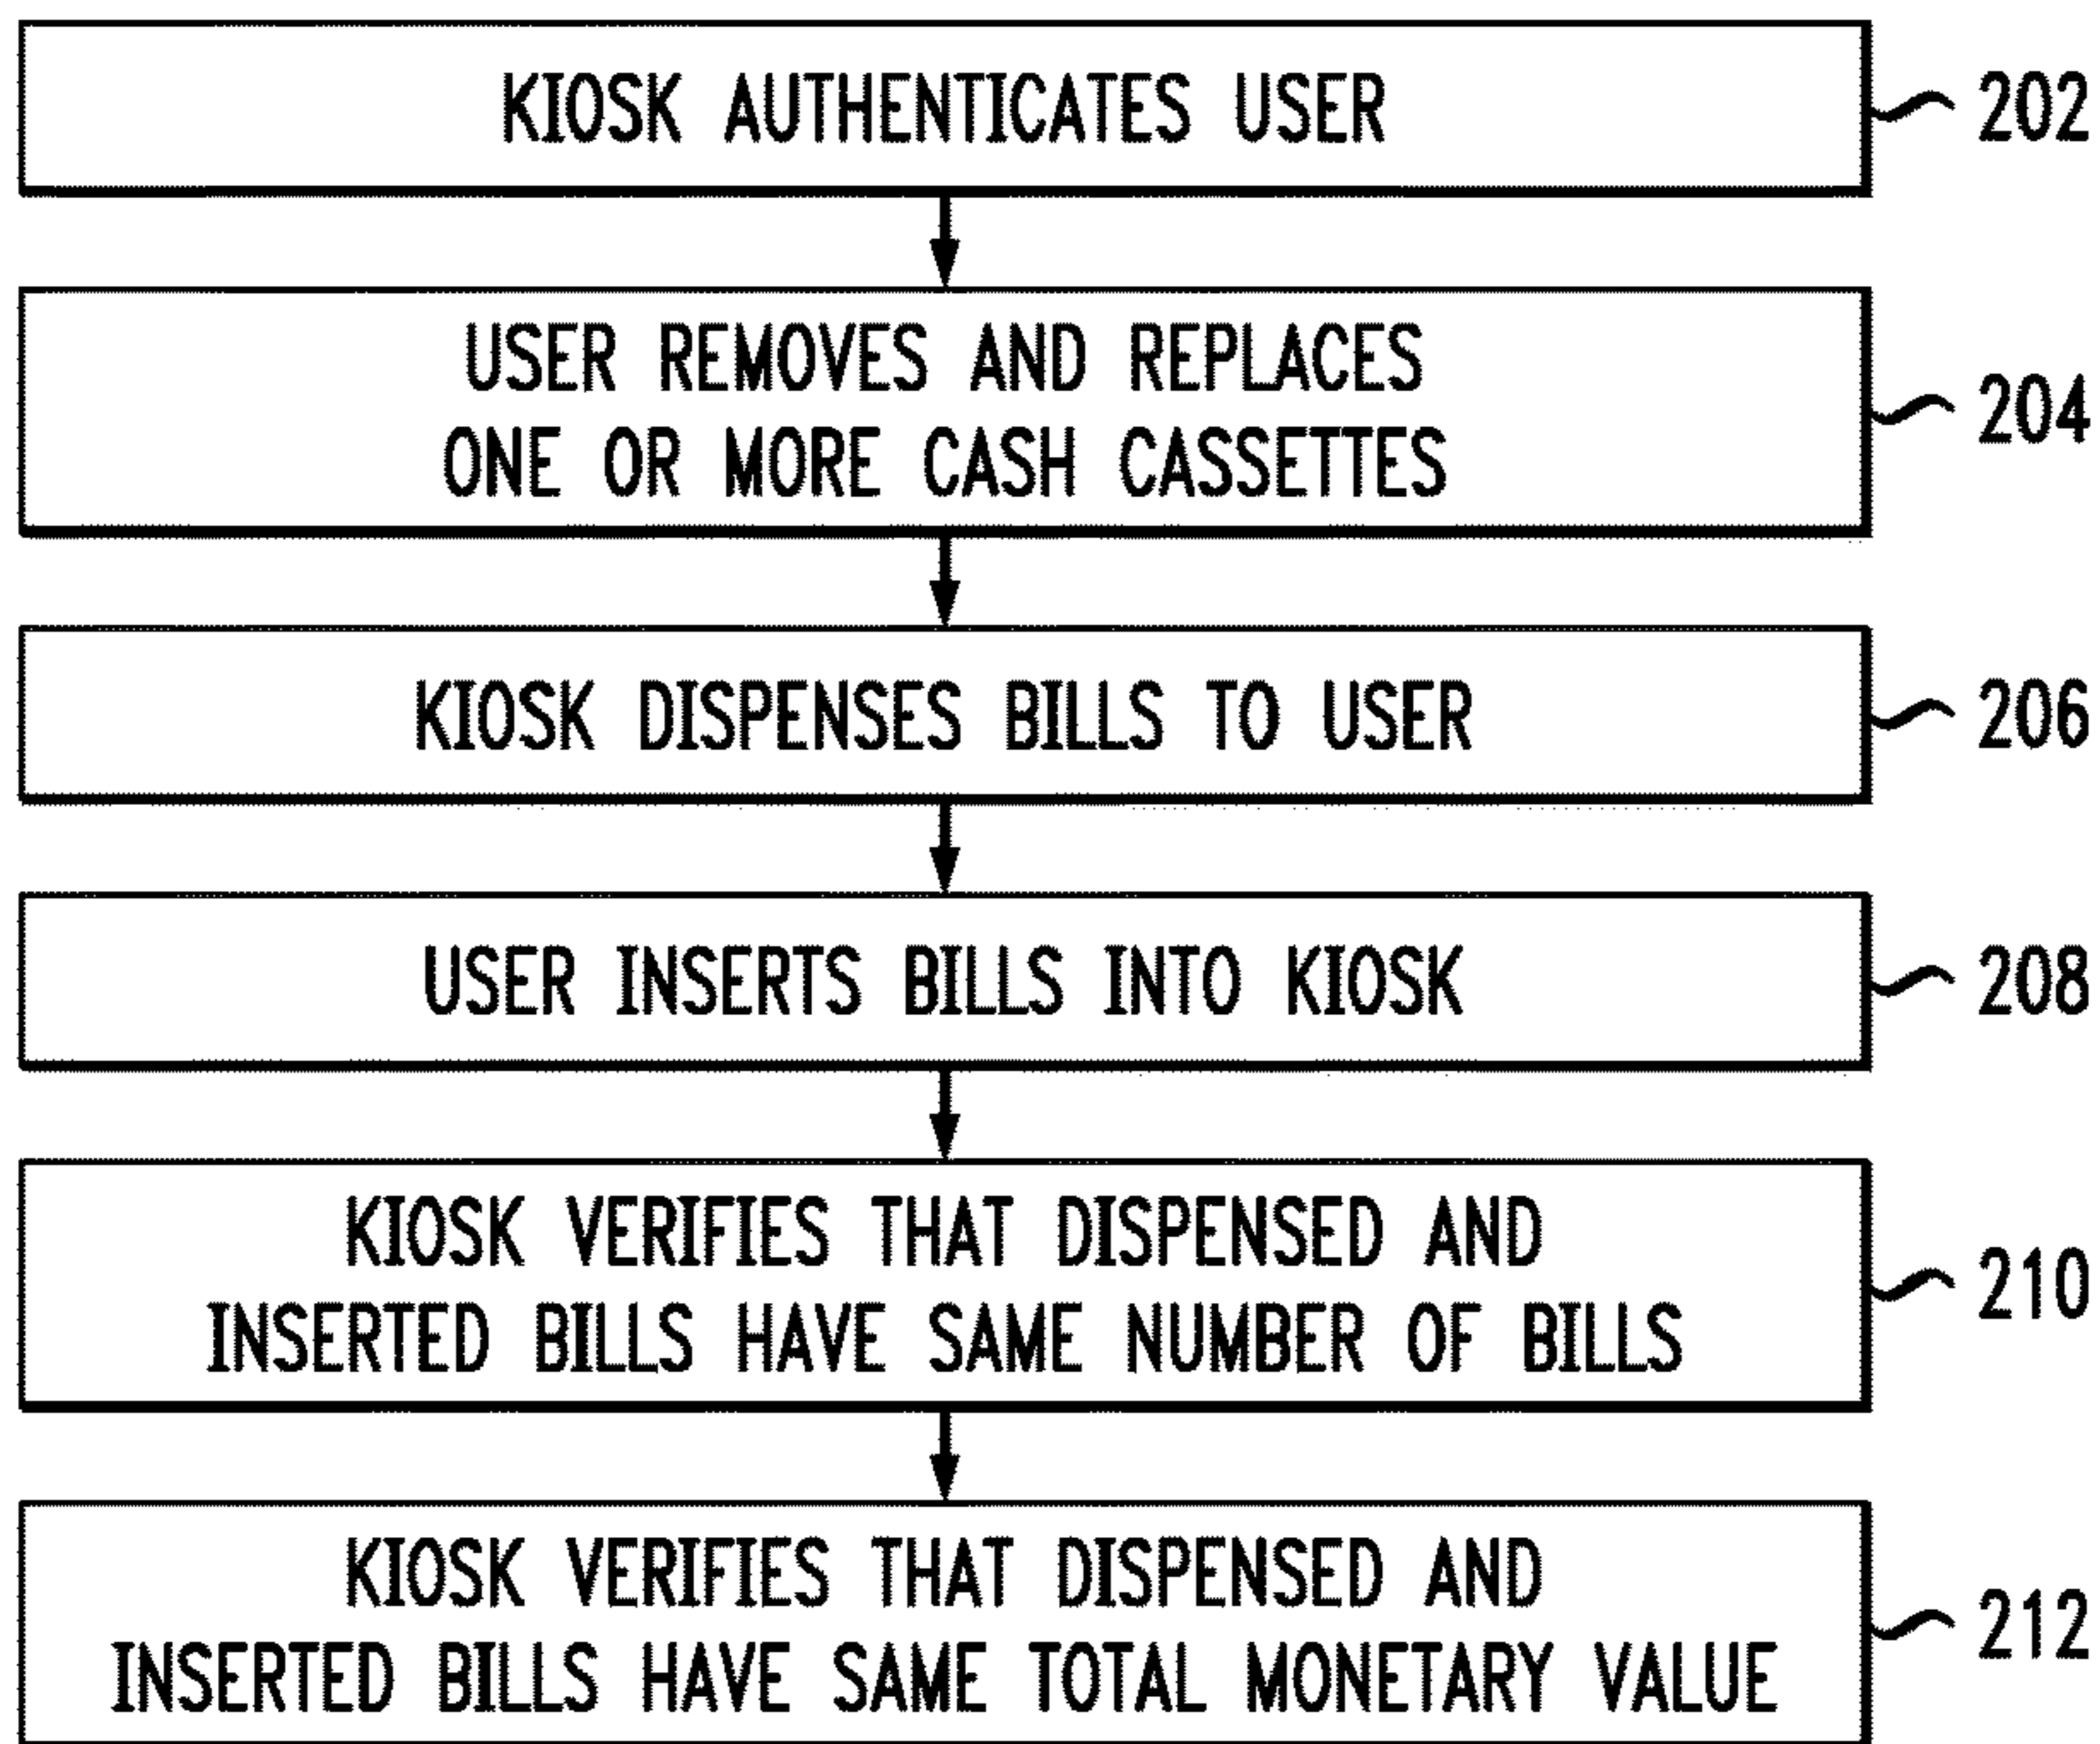 KIOSK AUTHENTICATES USER
202
USER REMOVES AND REPLACES
ONE OR MORE CASH CASSETTES
204
KIOSK DISPENSES BILLS TO USER
206
USER INSERTS BILLS INTO KIOSK
208
KIOSK VERIFIES THAT DISPENSED AND
INSERTED BILLS HAVE SAME NUMBER OF BILLS
210
KIOSK VERIFIES THAT DISPENSED AND
INSERTED BILLS HAVE SAME TOTAL MONETARY VALUE
212